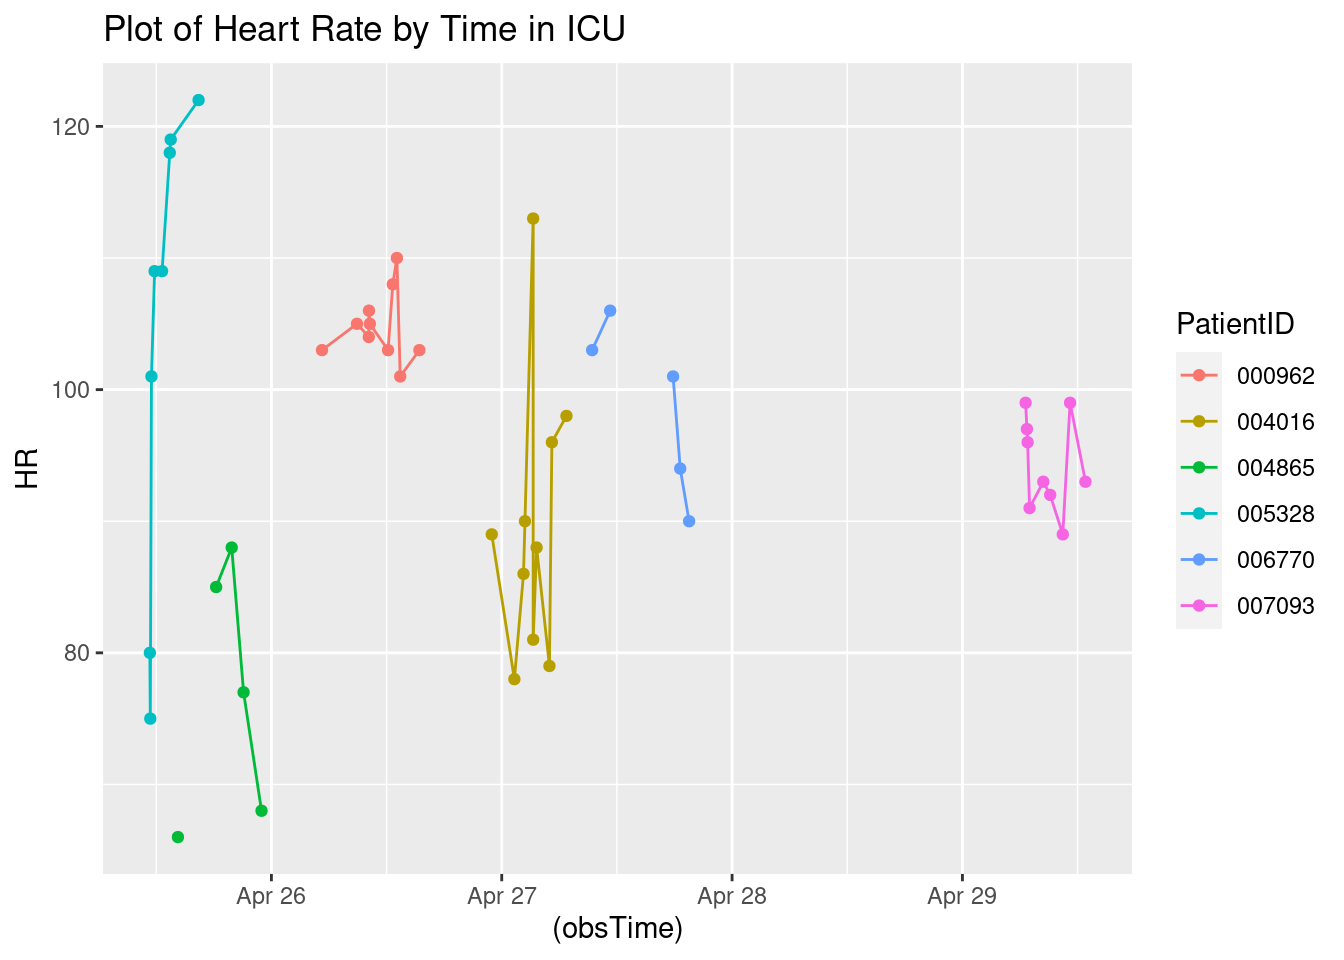 Plot of Heart Rate by Time in ICU
120
100
80
HR
Apr 26
Apr 27
Apr 28
Apr 29
(obsTime)
PatientID
000962
004016
004865
005328
006770
007093